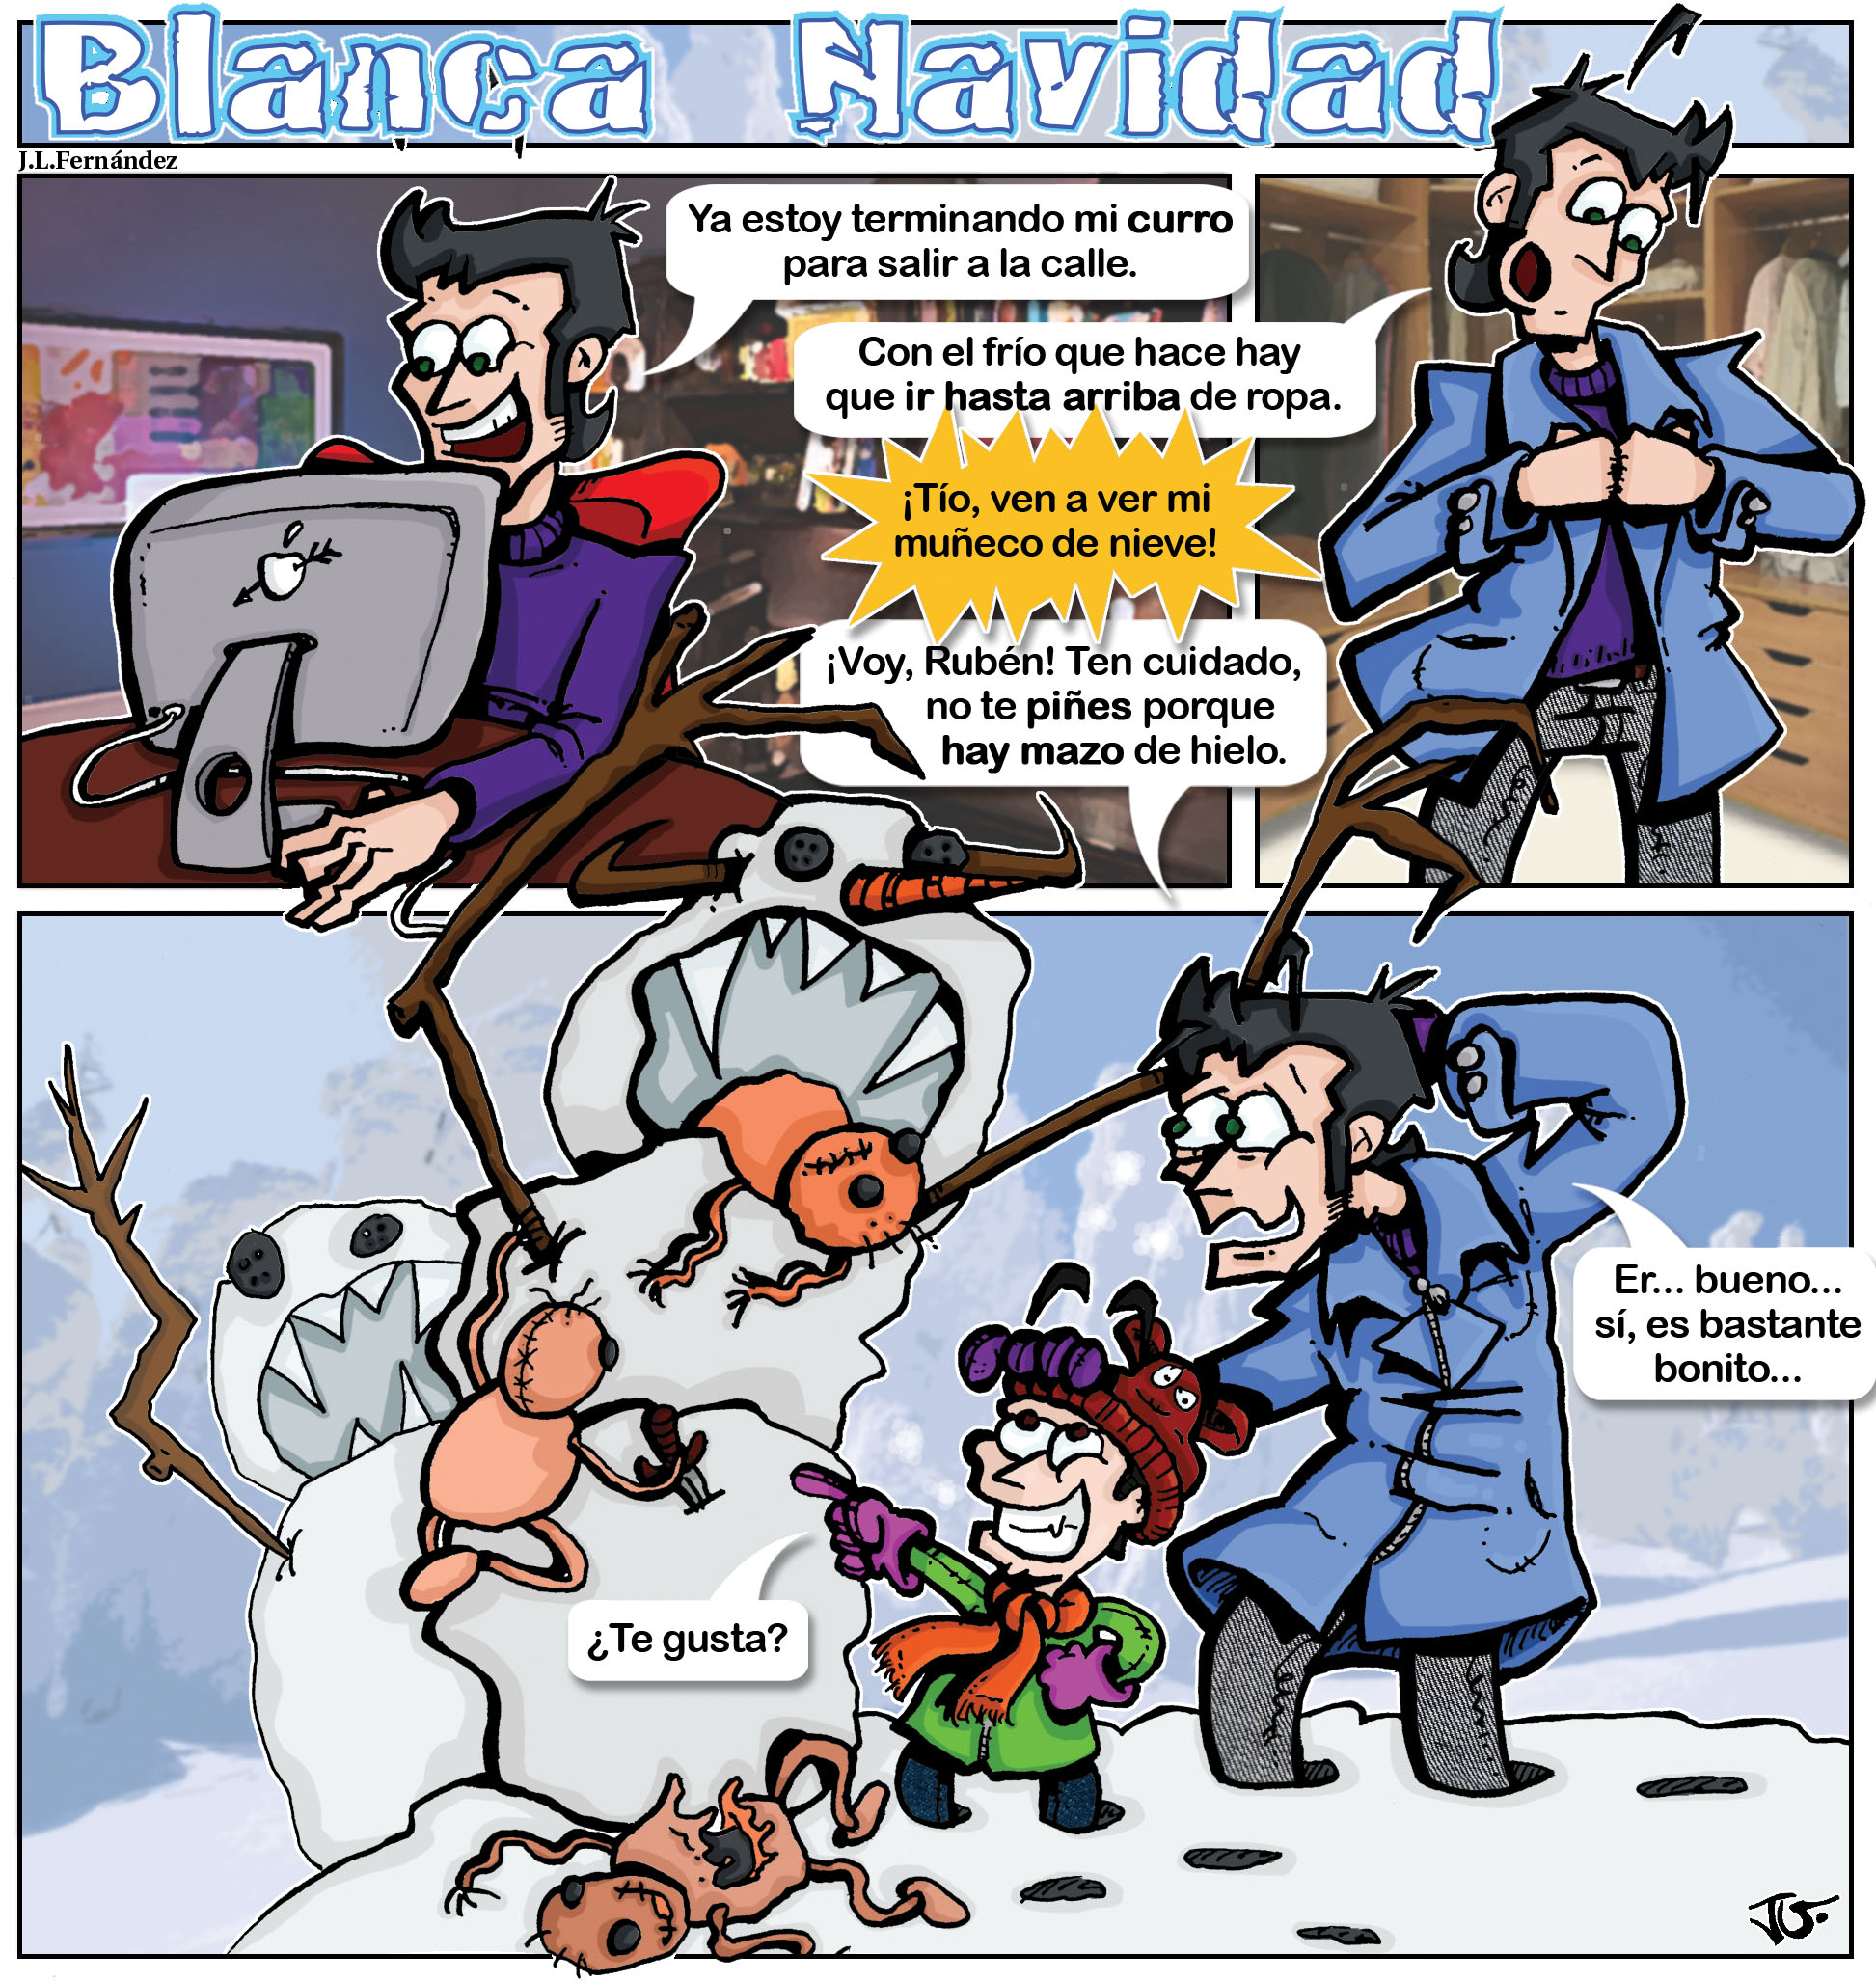 Blanca Navidad
J.L.Fernández
Ya estoy terminando mi curro
para salir a la calle.
Con el frío que hace hay
que ir hasta arriba de ropa.
¡Tío, ven a ver mi
muñeco de nieve!
¡Voy, Rubén! Ten cuidado,
no te piñes porque
hay mazo de hielo.
Er... bueno...
sí, es bastante
bonito...
¿Te gusta?